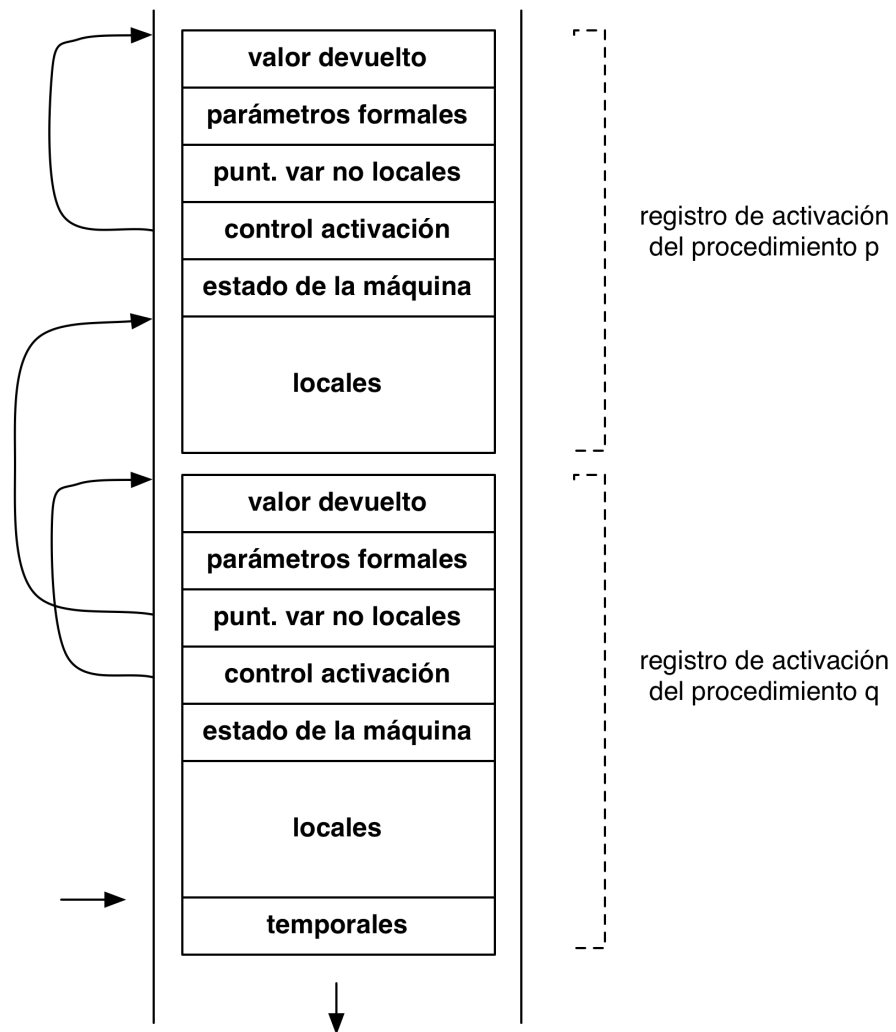 valor devuelto
parámetros formales
punt. var no locales
control activación
estado de la máquina
locales
registro de activación
del procedimiento p
valor devuelto
parámetros formales
punt. var no locales
control activación
estado de la máquina
locales
temporales
registro de activación
del procedimiento q